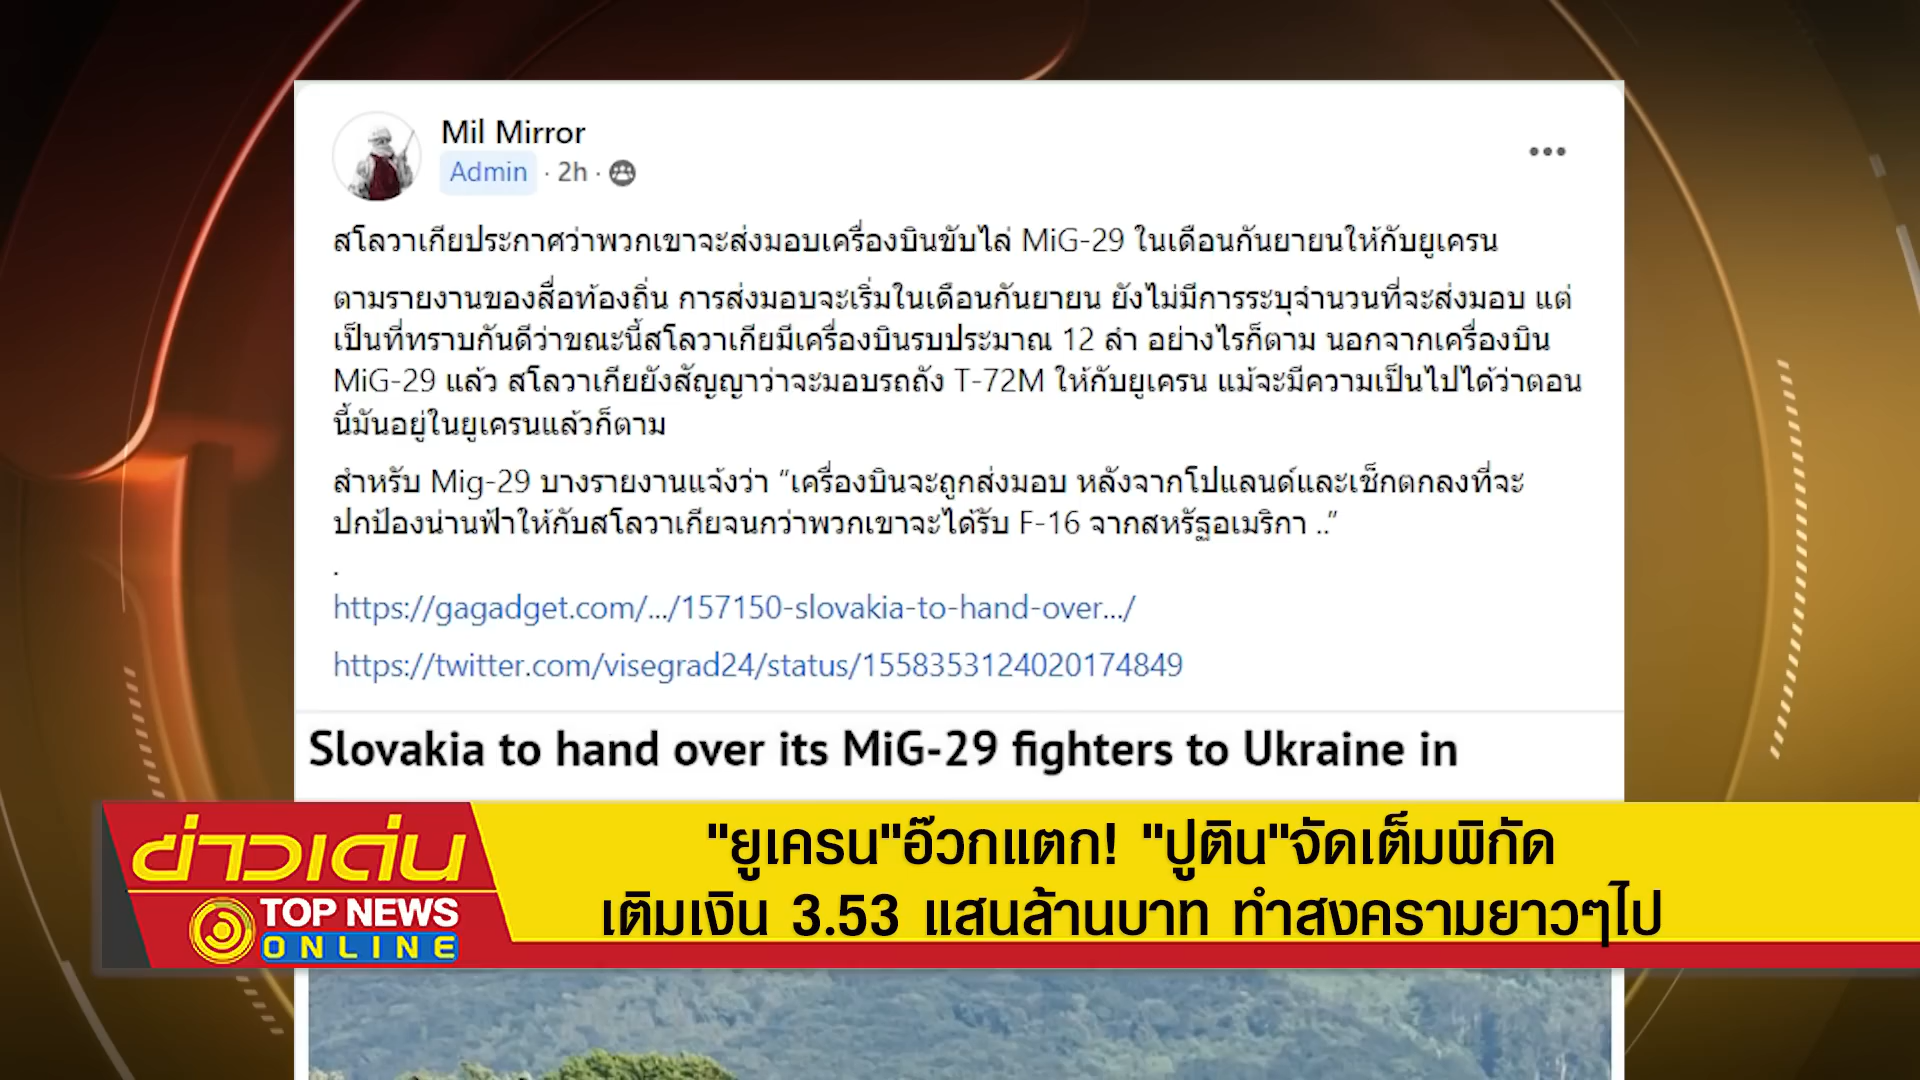 Mil Mirror
Admin · 2h ·
สโลวาเกียประกาศว่าพวกเขาจะส่งมอบเครื่องบินขับไล่ MiG-29 ในเดือนกันยายนให้กับยูเครน
ตามรายงานของสื่อท้องถิ่น การส่งมอบจะเริ่มในเดือนกันยายน ยังไม่มีการระบุจำนวนที่จะส่งมอบ แต่
เป็นที่ทราบกันดีว่าขณะนี้สโลวาเกียมีเครื่องบินรบประมาณ 12 ลำ อย่างไรก็ตาม นอกจากเครื่องบิน
MiG-29 แล้ว สโลวาเกียยังสัญญาว่าจะมอบรถถัง T-72M ให้กับยูเครน แม้จะมีความเป็นไปได้ว่าตอน
นี้มันอยู่ในยูเครนแล้วก็ตาม
สำหรับ Mig-29 บางรายงานแจ้งว่า “เครื่องบินจะถูกส่งมอบ หลังจากโปแลนด์และเช็กตกลงที่จะ
ปกป้องน่านฟ้าให้กับสโลวาเกียจนกว่าพวกเขาจะได้รับ F-16 จากสหรัฐอเมริกา ..”
.
https://gagadget.com/.../157150-slovakia-to-hand-over.../
https://twitter.com/visegrad24/status/1558353124020174849
Slovakia to hand over its MiG-29 fighters to Ukraine in
ข่าวเด่น
TOP NEWS
ONLINE
"ยูเครน"อ๊วกแตก! "ปูติน"จัดเต็มพิกัด
เติมเงิน 3.53 แสนล้านบาท ทำสงครามยาวๆไป